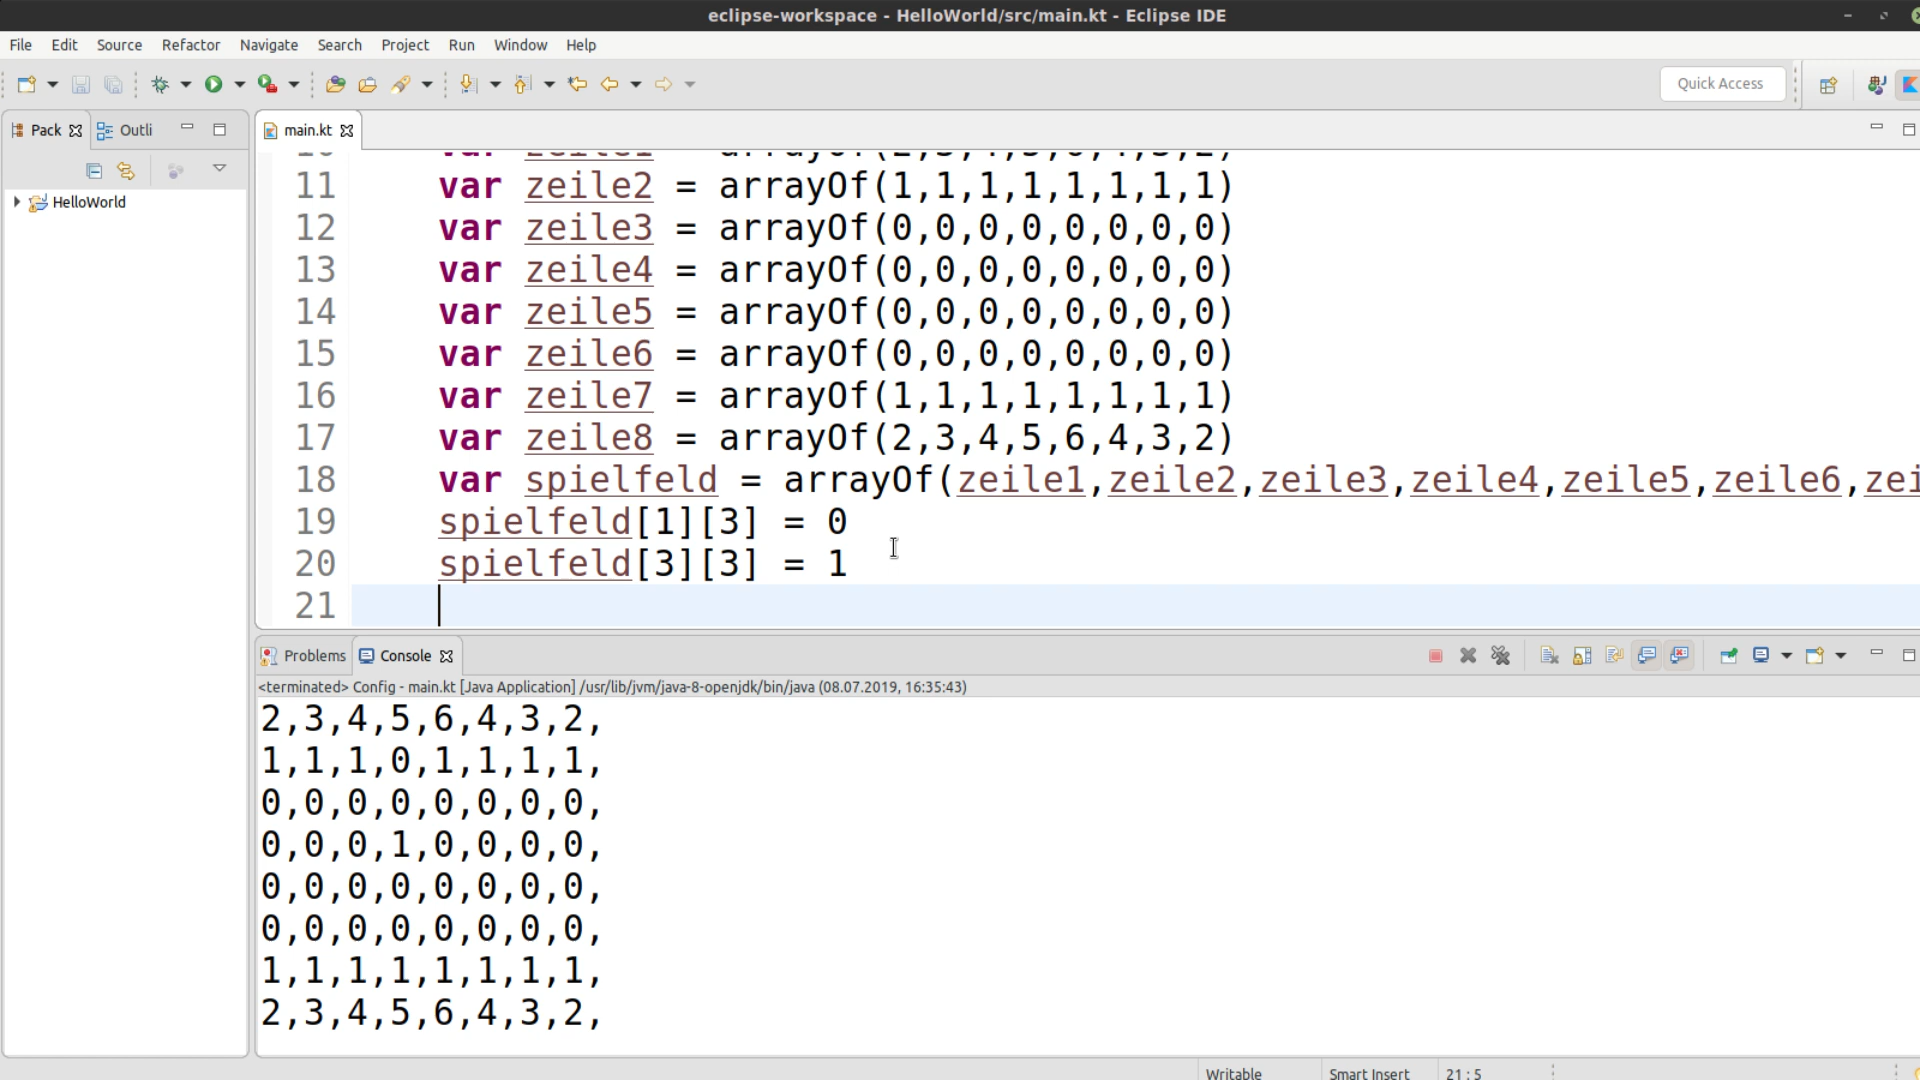 eclipse-workspace - HelloWorld/src/main.kt - Eclipse IDE
File Edit Source Refactor Navigate Search Project Run Window Help
Quick Access
Pack Outli main.kt
HelloWorld
11 var zeile2 = arrayOf(1,1,1,1,1,1,1,1)
12 var zeile3 = arrayOf(0,0,0,0,0,0,0,0)
13 var zeile4 = arrayOf(0,0,0,0,0,0,0,0)
14 var zeile5 = arrayOf(0,0,0,0,0,0,0,0)
15 var zeile6 = arrayOf(0,0,0,0,0,0,0,0)
16 var zeile7 = arrayOf(1,1,1,1,1,1,1,1)
17 var zeile8 = arrayOf(2,3,4,5,6,4,3,2)
18 var spielfeld = arrayOf(zeile1,zeile2,zeile3,zeile4,zeile5,zeile6,zei
19 spielfeld[1][3] = 0
20 spielfeld[3][3] = 1
21
Problems Console
<terminated> Config - main.kt [Java Application] /usr/lib/jvm/java-8-openjdk/bin/java (08.07.2019, 16:35:43)
2,3,4,5,6,4,3,2,
1,1,1,0,1,1,1,1,
0,0,0,0,0,0,0,0,
0,0,0,1,0,0,0,0,
0,0,0,0,0,0,0,0,
0,0,0,0,0,0,0,0,
1,1,1,1,1,1,1,1,
2,3,4,5,6,4,3,2,
Writable Smart Insert 21 : 5